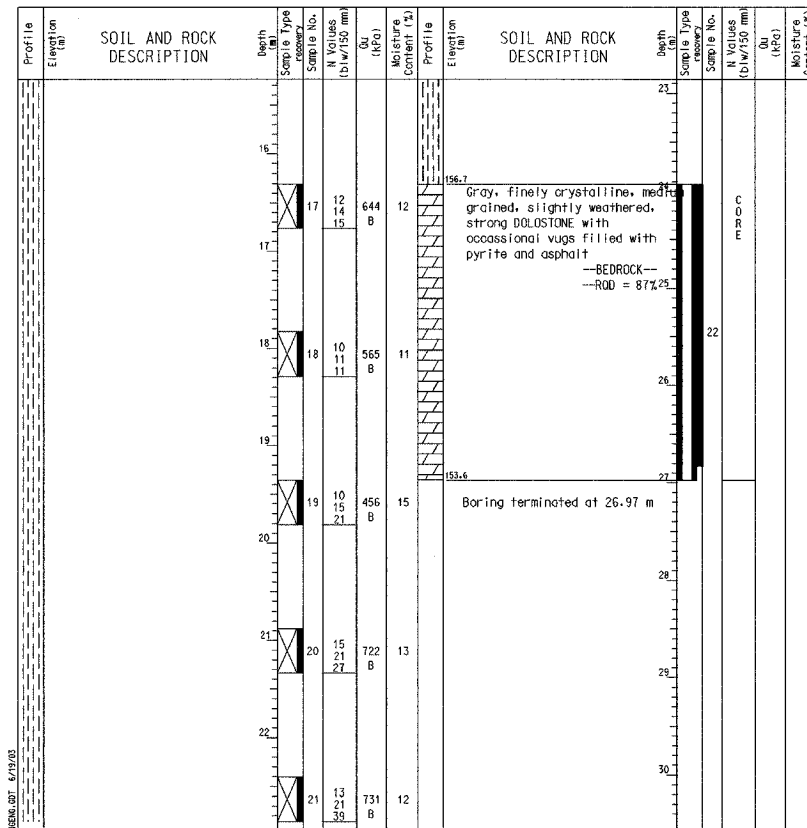 Profile
Elevation (m)
SOIL AND ROCK
DESCRIPTION
Depth (m)
Sample Type
recovery
Sample No.
N Values
(blw/150 mm)
Qu
(kPa)
Moisture
Content (%)
16
17
12
14
15
644
B
12
17
18
18
10
11
11
565
B
11
19
19
10
15
21
456
B
15
20
21
20
15
21
27
722
B
13
22
21
13
21
39
731
B
12
6/19/03
Profile
Elevation
(m)
SOIL AND ROCK
DESCRIPTION
Depth
(m)
Sample Type
recovery
Sample No.
N Values
(blw/150 mm)
Qu
(kPa)
Moisture
Content (%)
23
156.7
24
Gray, finely crystalline, medium
grained, slightly weathered,
strong DOLOSTONE with
occassional vugs filled with
pyrite and asphalt
--BEDROCK--
--RQD = 87%
25
CORE
22
26
27
153.6
Boring terminated at 26.97 m
28
29
30